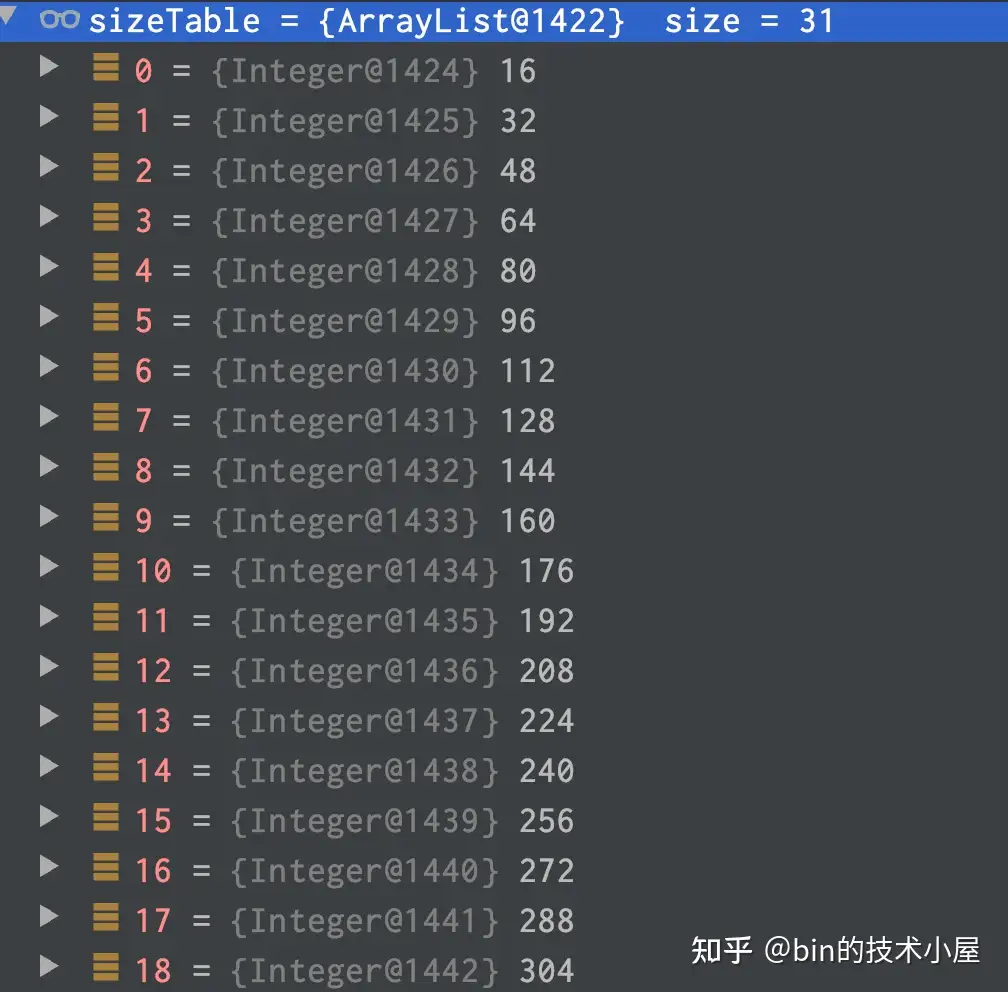 sizeTable = {ArrayList@1422} size = 31
0 = {Integer@1424} 16
1 = {Integer@1425} 32
2 = {Integer@1426} 48
3 = {Integer@1427} 64
4 = {Integer@1428} 80
5 = {Integer@1429} 96
6 = {Integer@1430} 112
7 = {Integer@1431} 128
8 = {Integer@1432} 144
9 = {Integer@1433} 160
10 = {Integer@1434} 176
11 = {Integer@1435} 192
12 = {Integer@1436} 208
13 = {Integer@1437} 224
14 = {Integer@1438} 240
15 = {Integer@1439} 256
16 = {Integer@1440} 272
17 = {Integer@1441} 288
18 = {Integer@1442} 304
知乎 @bin的技术小屋